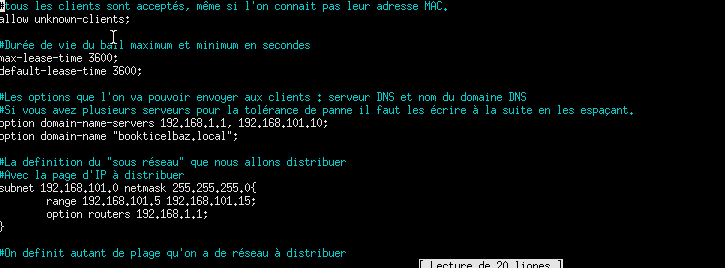 #tous les clients sont acceptés, même si l'on connait pas leur adresse MAC.
allow unknown-clients;
#Durée de vie du bail maximum et minimum en secondes
max-lease-time 3600;
default-lease-time 3600;
#Les options que l'on va pouvoir envoyer aux clients : serveur DNS et nom du domaine DNS
#Si vous avez plusieurs serveurs pour la tolérance de panne il faut les écrire à la suite en les espaçant.
option domain-name-servers 192.168.1.1, 192.168.101.10;
option domain-name "bookticelbaz.local";
#La definition du "sous réseau" que nous allons distribuer
#Avec la page d'IP à distribuer
subnet 192.168.101.0 netmask 255.255.255.0{
range 192.168.101.5 192.168.101.15;
option routers 192.168.1.1;
}
#On definit autant de plage qu'on a de réseau à distribuer
[ Lecture de 20 lignes ]